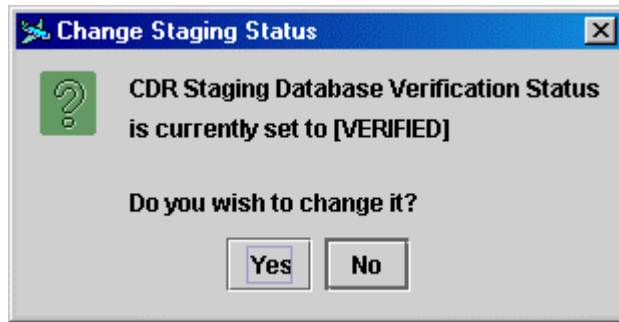 Change Staging Status
CDR Staging Database Verification Status
is currently set to [VERIFIED]
Do you wish to change it?
Yes No